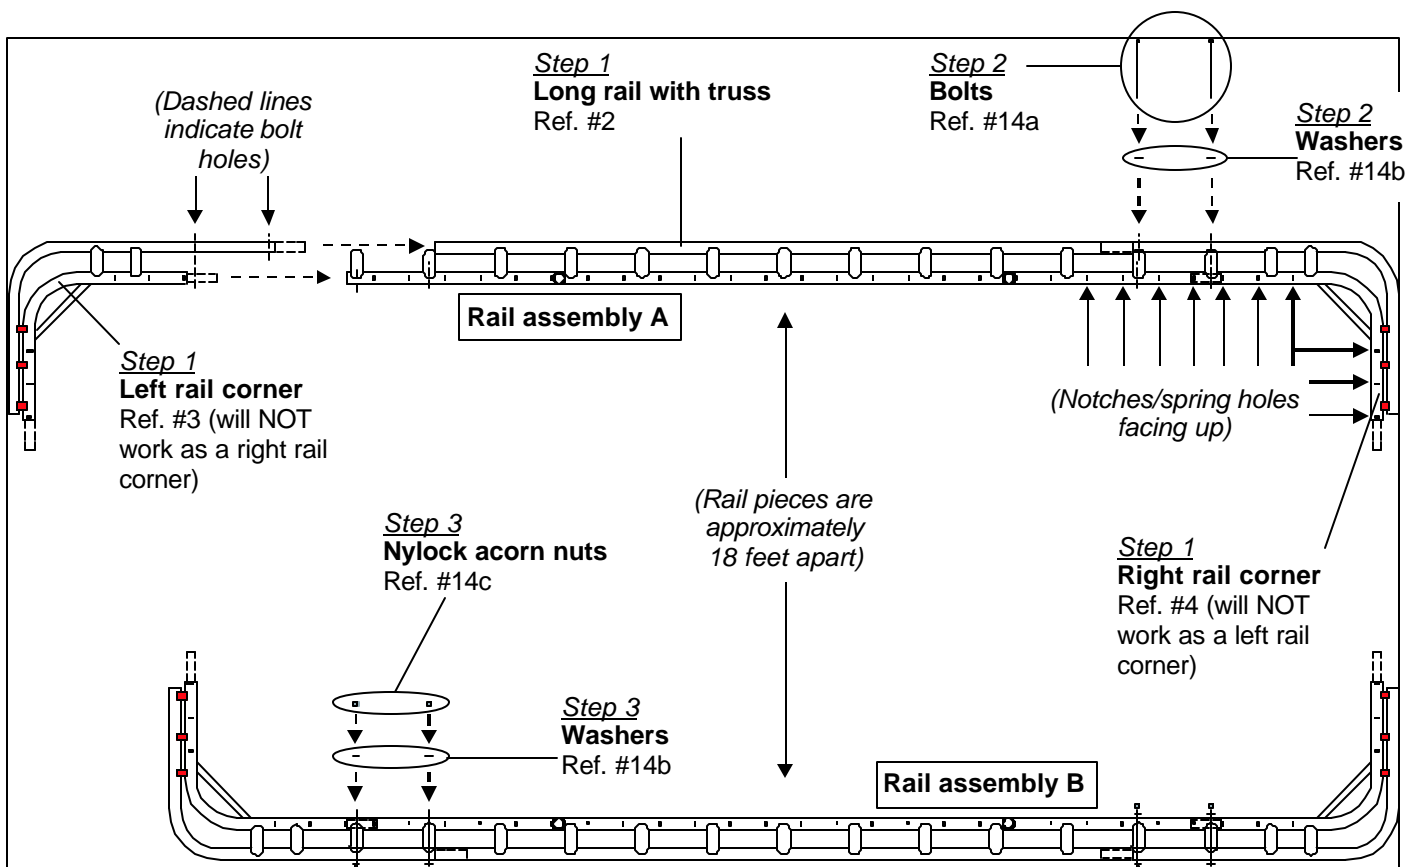 (Dashed lines
indicate bolt
holes)
Step 1
Long rail with truss
Ref. #2
Step 2
Bolts
Ref. #14a
Step 2
Washers
Ref. #14b
Rail assembly A
Step 1
Left rail corner
Ref. #3 (will NOT
work as a right rail
corner)
(Notches/spring holes
facing up)
(Rail pieces are
approximately
18 feet apart)
Step 3
Nylock acorn nuts
Ref. #14c
Step 1
Right rail corner
Ref. #4 (will NOT
work as a left rail
corner)
Step 3
Washers
Ref. #14b
Rail assembly B